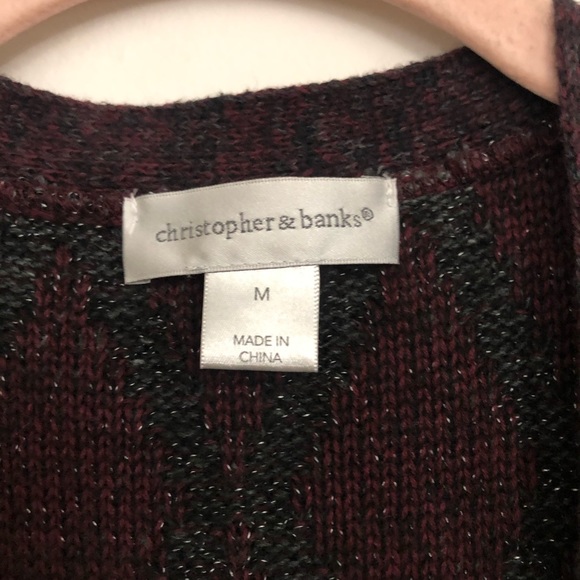 christopher & banks®
M
MADE IN
CHINA